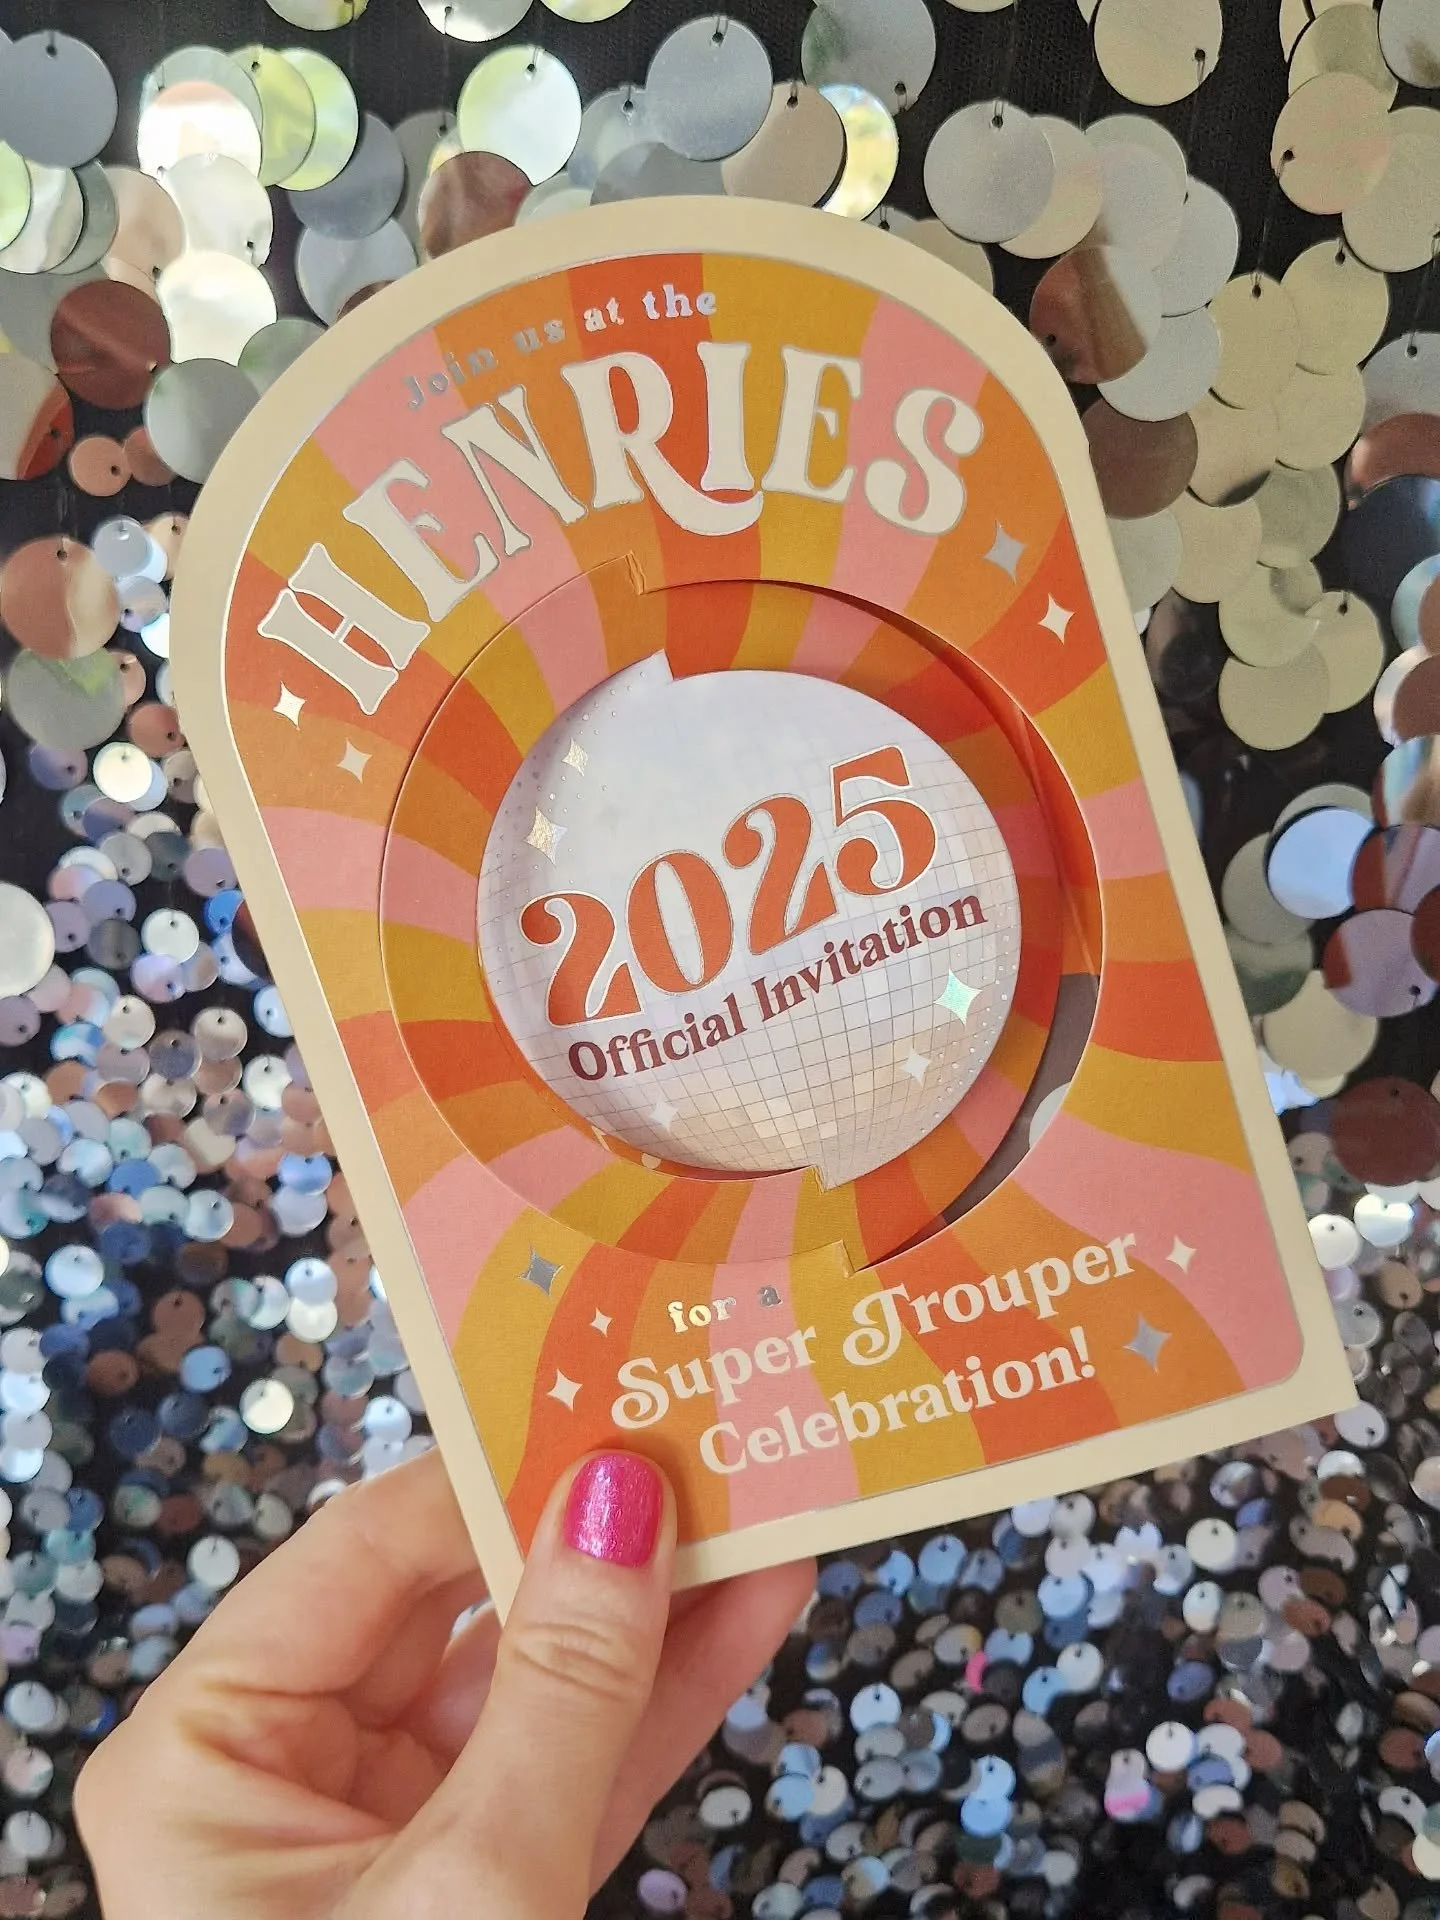 Join us at the
HENRIES
2025
Official Invitation
for a
Super Trouper
Celebration!